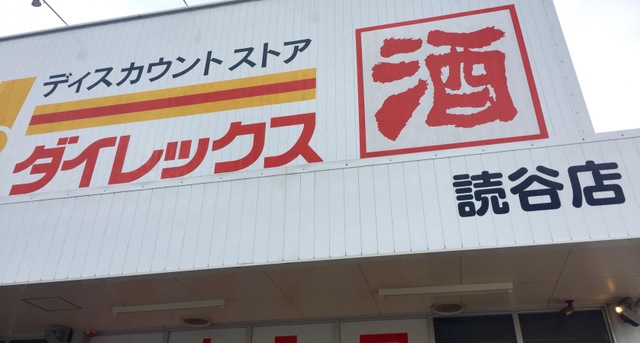 ディスカウントストア
ダイレックス
酒
読谷店